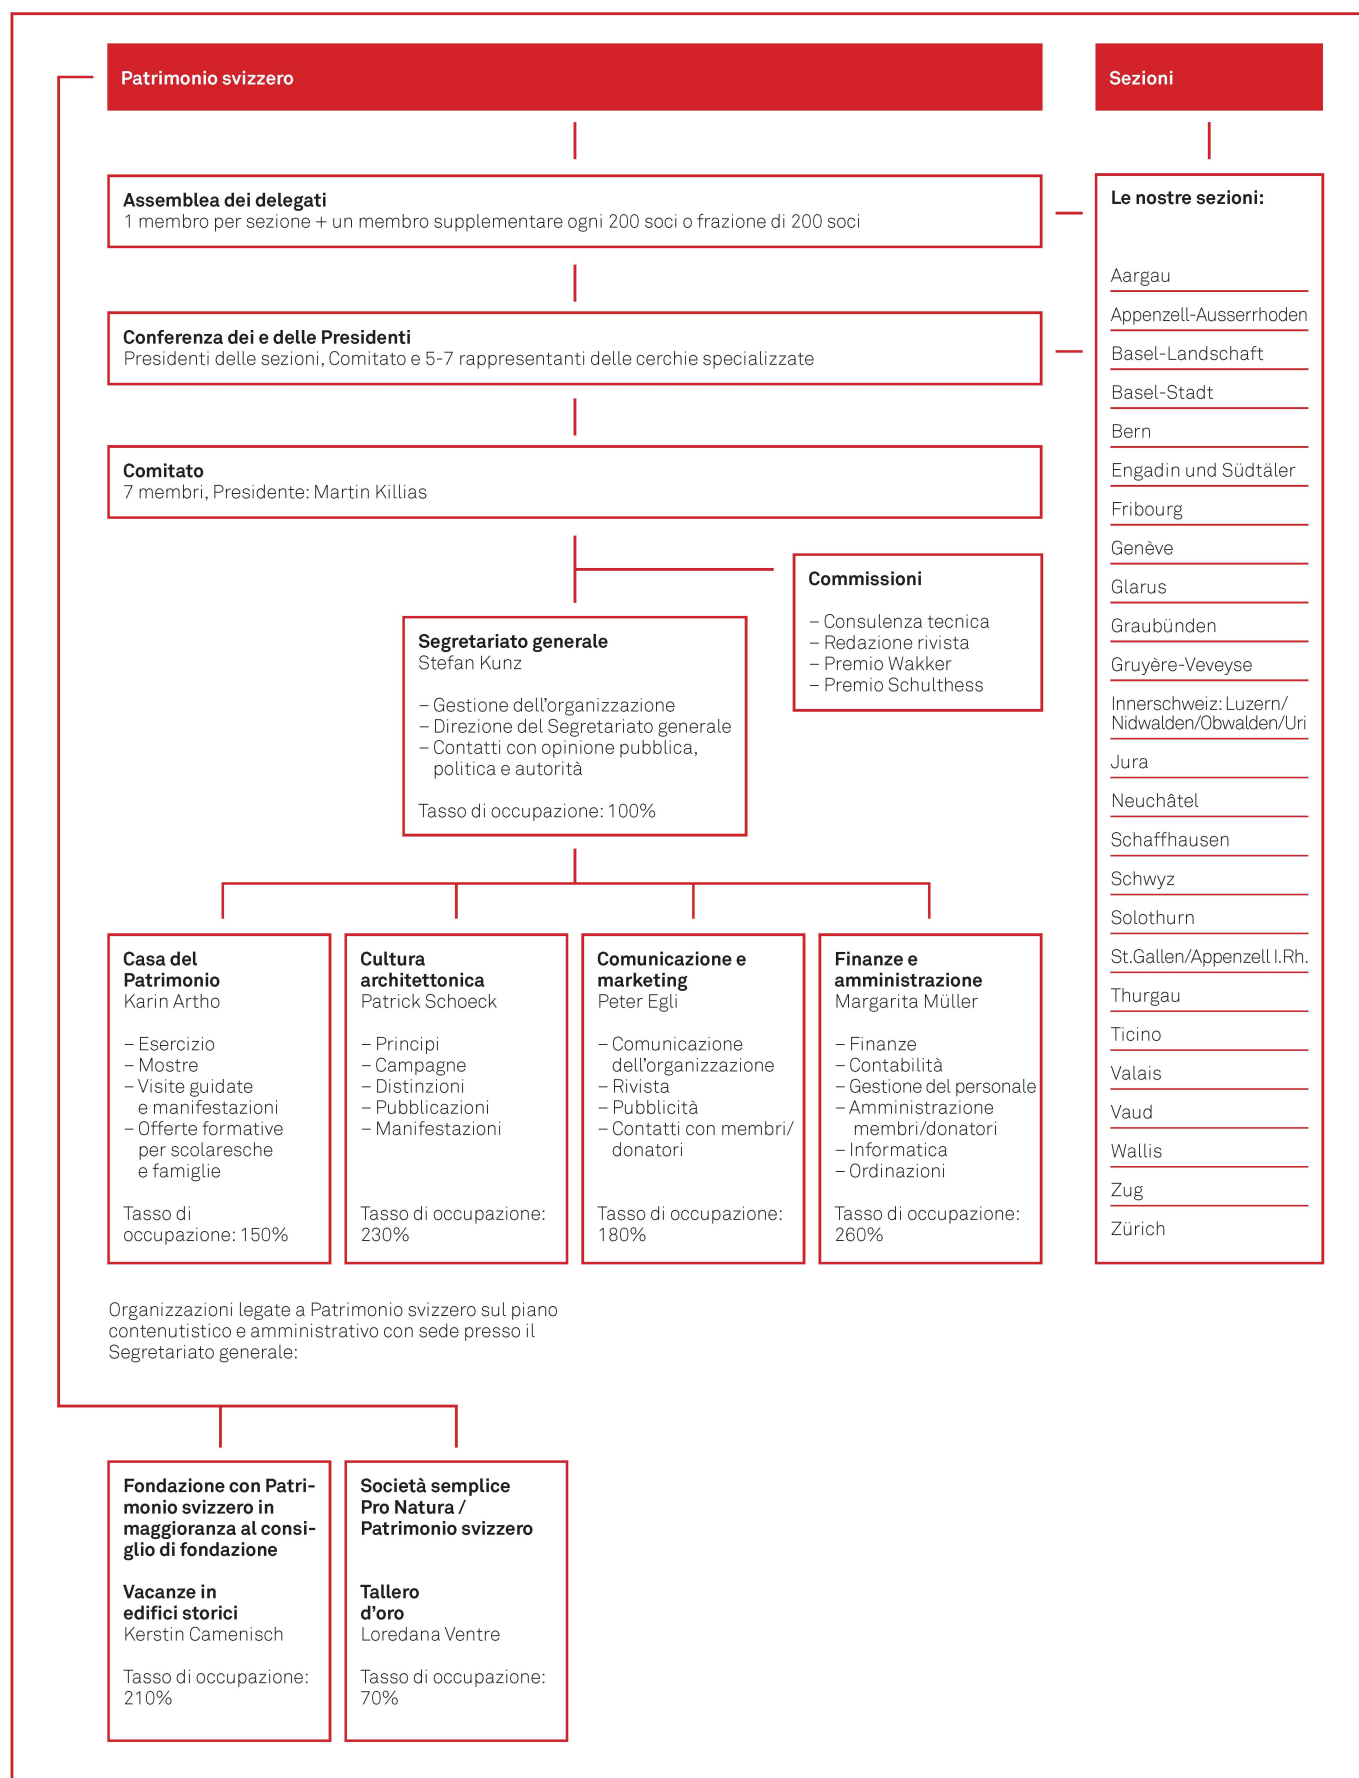 Patrimonio svizzero
Assemblea dei delegati
1 membro per sezione + un membro supplementare ogni 200 soci o frazione di 200 soci
Conferenza dei e delle Presidenti
Presidenti delle sezioni, Comitato e 5-7 rappresentanti delle cerchie specializzate
Comitato
7 membri, Presidente: Martin Killias
Commissioni
– Consulenza tecnica
– Redazione rivista
– Premio Wakker
– Premio Schulthess
Segretariato generale
Stefan Kunz
– Gestione dell'organizzazione
– Direzione del Segretariato generale
– Contatti con opinione pubblica,
politica e autorità
Tasso di occupazione: 100%
Casa del
Patrimonio
Karin Artho
– Esercizio
– Mostre
– Visite guidate
e manifestazioni
– Offerte formative
per scolaresche
e famiglie
Tasso di
occupazione: 150%
Cultura
architettonica
Patrick Schoeck
– Principi
– Campagne
– Distinzioni
– Pubblicazioni
– Manifestazioni
Tasso di occupazione:
230%
Comunicazione e
marketing
Peter Egli
– Comunicazione
dell'organizzazione
– Rivista
– Pubblicità
– Contatti con membri/
donatori
Tasso di occupazione:
180%
Finanze e
amministrazione
Margarita Müller
– Finanze
– Contabilità
– Gestione del personale
– Amministrazione
membri/donatori
– Informatica
– Ordinazioni
Tasso di occupazione:
260%
Organizzazioni legate a Patrimonio svizzero sul piano
contenutistico e amministrativo con sede presso il
Segretariato generale:
Fondazione con Patri-
monio svizzero in
maggioranza al consi-
glio di fondazione
Vacanze in
edifici storici
Kerstin Camenisch
Tasso di occupazione:
210%
Società semplice
Pro Natura /
Patrimonio svizzero
Tallero
d'oro
Loredana Ventre
Tasso di occupazione:
70%
Sezioni
Le nostre sezioni:
Aargau
Appenzell-Ausserrhoden
Basel-Landschaft
Basel-Stadt
Bern
Engadin und Südtäler
Fribourg
Genève
Glarus
Graubünden
Gruyère-Veveyse
Innerschweiz: Luzern/
Nidwalden/Obwalden/Uri
Jura
Neuchâtel
Schaffhausen
Schwyz
Solothurn
St.Gallen/Appenzell I.Rh.
Thurgau
Ticino
Valais
Vaud
Wallis
Zug
Zürich